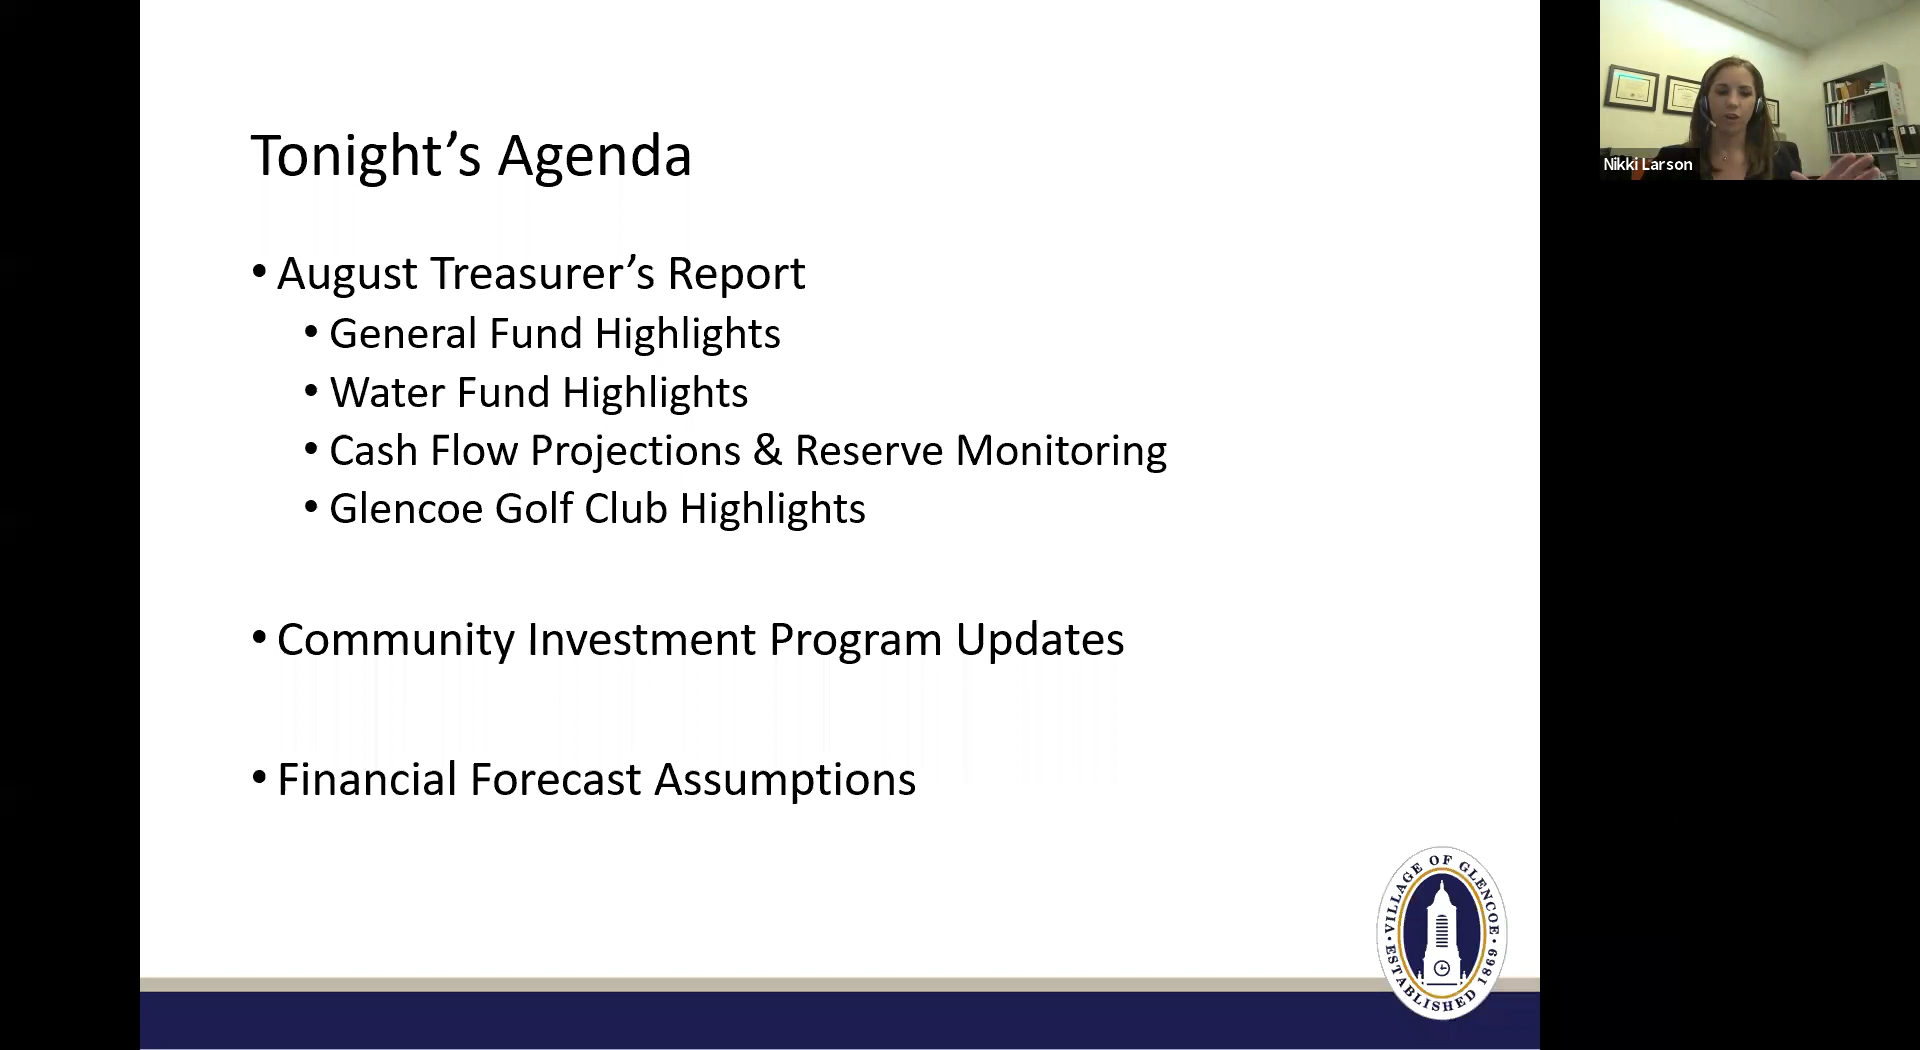 Tonight’s Agenda
• August Treasurer’s Report
• General Fund Highlights
• Water Fund Highlights
• Cash Flow Projections & Reserve Monitoring
• Glencoe Golf Club Highlights
• Community Investment Program Updates
• Financial Forecast Assumptions
Nikki Larson
VILLAGE OF GLENCOE
ESTABLISHED 1869